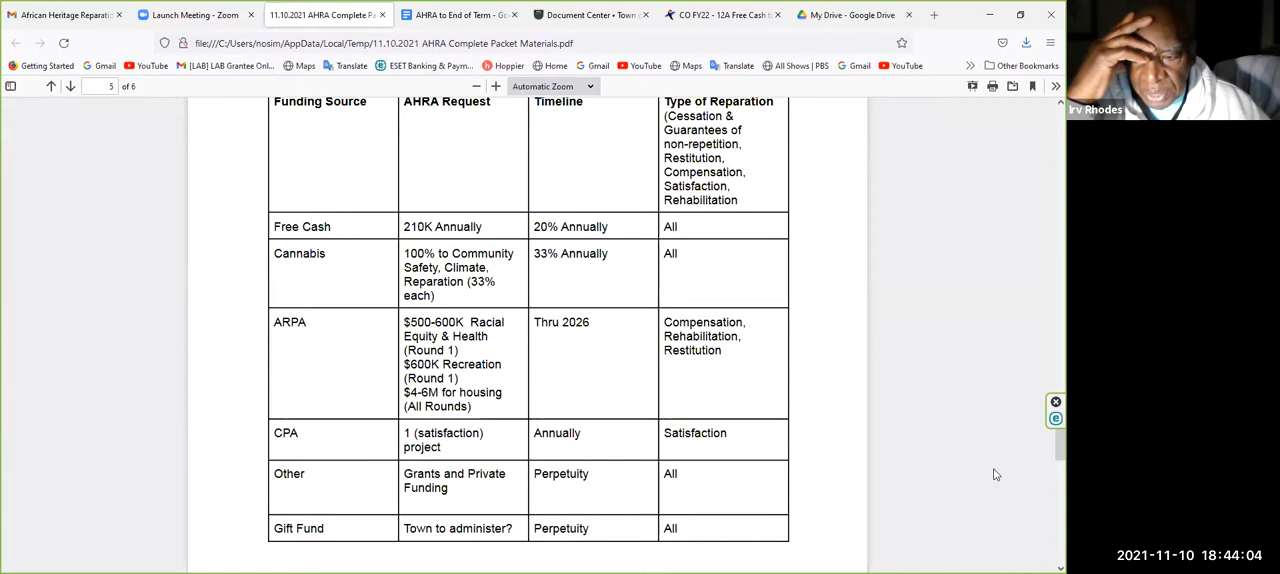 African Heritage Reparatio
Launch Meeting - Zoom
11.10.2021 AHRA Complete Pa
AHRA to End of Term - Go
Document Center • Town o
CO FY22 - 12A Free Cash t
My Drive - Google Drive
file:///C:/Users/nosim/AppData/Local/Temp/11.10.2021 AHRA Complete Packet Materials.pdf
Getting Started
Gmail
YouTube
[LAB] LAB Grantee Onl...
Maps
Translate
ESET Banking & Paym...
Hoppier
Home
Gmail
YouTube
Maps
Translate
All Shows | PBS
Gmail
YouTube
Other Bookmarks
5 of 6
Automatic Zoom
Irv Rhodes
Funding Source
AHRA Request
Timeline
Type of Reparation
(Cessation &
Guarantees of
non-repetition,
Restitution,
Compensation,
Satisfaction,
Rehabilitation
Free Cash
210K Annually
20% Annually
All
Cannabis
100% to Community
Safety, Climate,
Reparation (33%
each)
33% Annually
All
ARPA
$500-600K Racial
Equity & Health
(Round 1)
$600K Recreation
(Round 1)
$4-6M for housing
(All Rounds)
Thru 2026
Compensation,
Rehabilitation,
Restitution
CPA
1 (satisfaction)
project
Annually
Satisfaction
Other
Grants and Private
Funding
Perpetuity
All
Gift Fund
Town to administer?
Perpetuity
All
2021-11-10 18:44:04